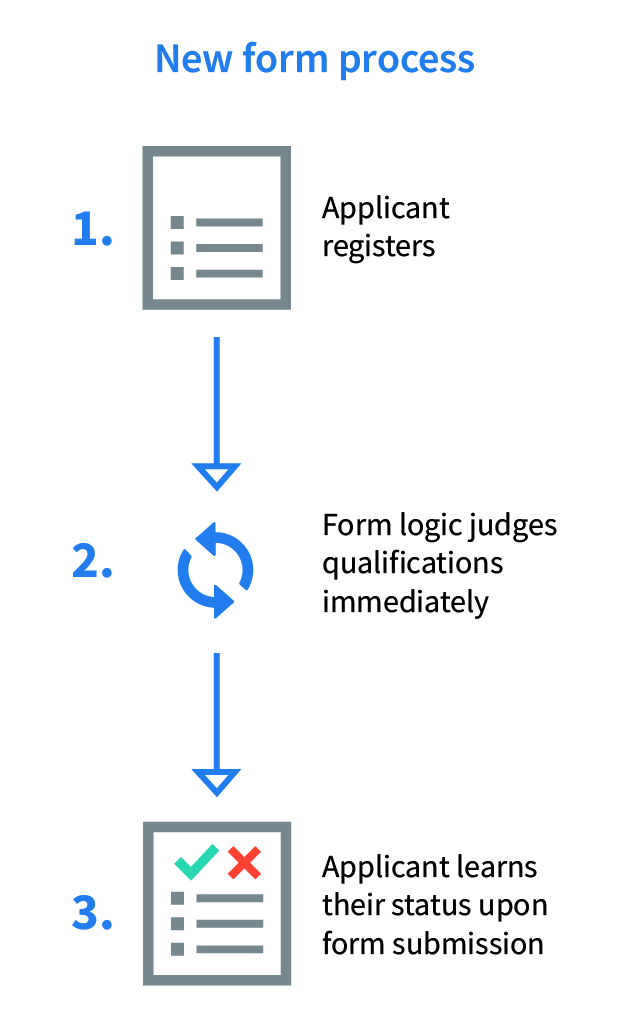 New form process
1.
Applicant
registers
2.
Form logic judges
qualifications
immediately
3.
Applicant learns
their status upon
form submission